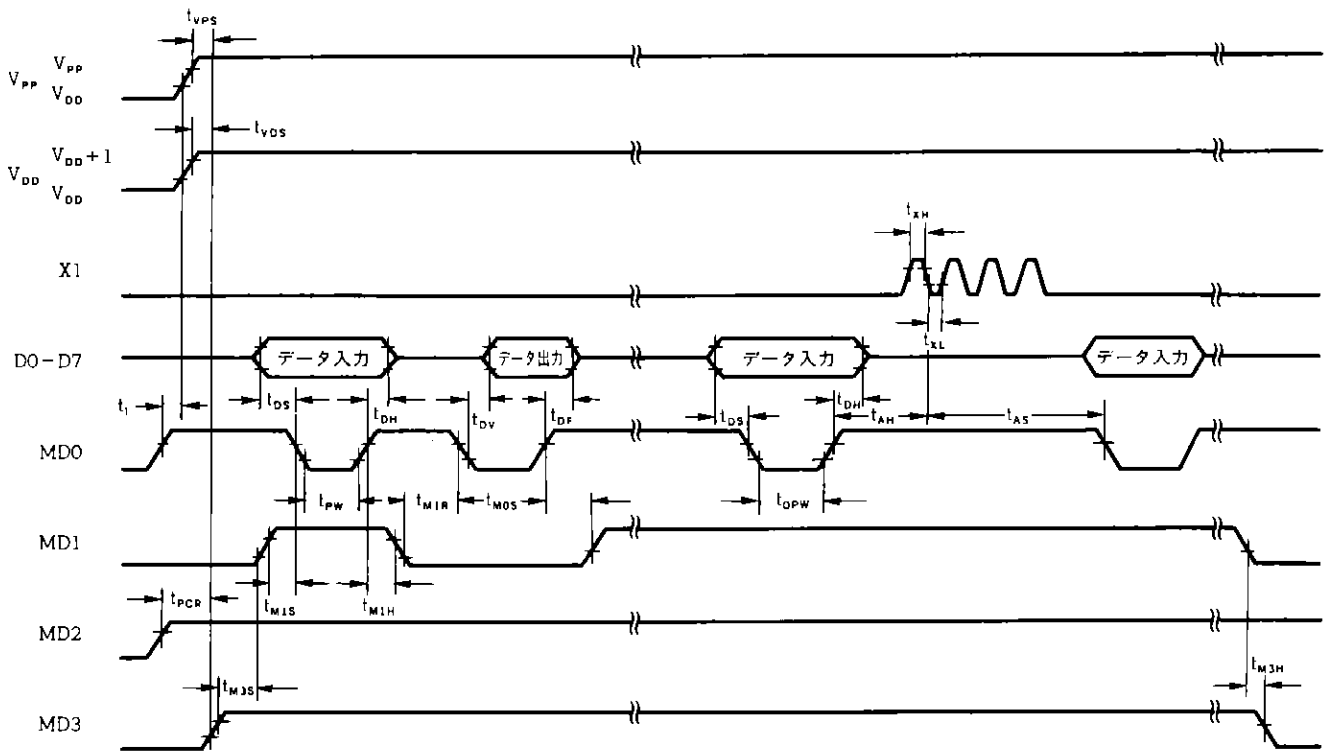 tVPS
VPP VPP
VDD
tVDS
VDD VDD+1
VDD
tXH
X1
tXL
D0-D7 データ入力 データ出力 データ入力 データ入力
t1 tDS tDH tDV tDF tDS tDH tAH tAS
MD0
tPW tM1R tM0S tOPW
MD1
tPCR tM1S tM1H
MD2
tM3S tM3H
MD3